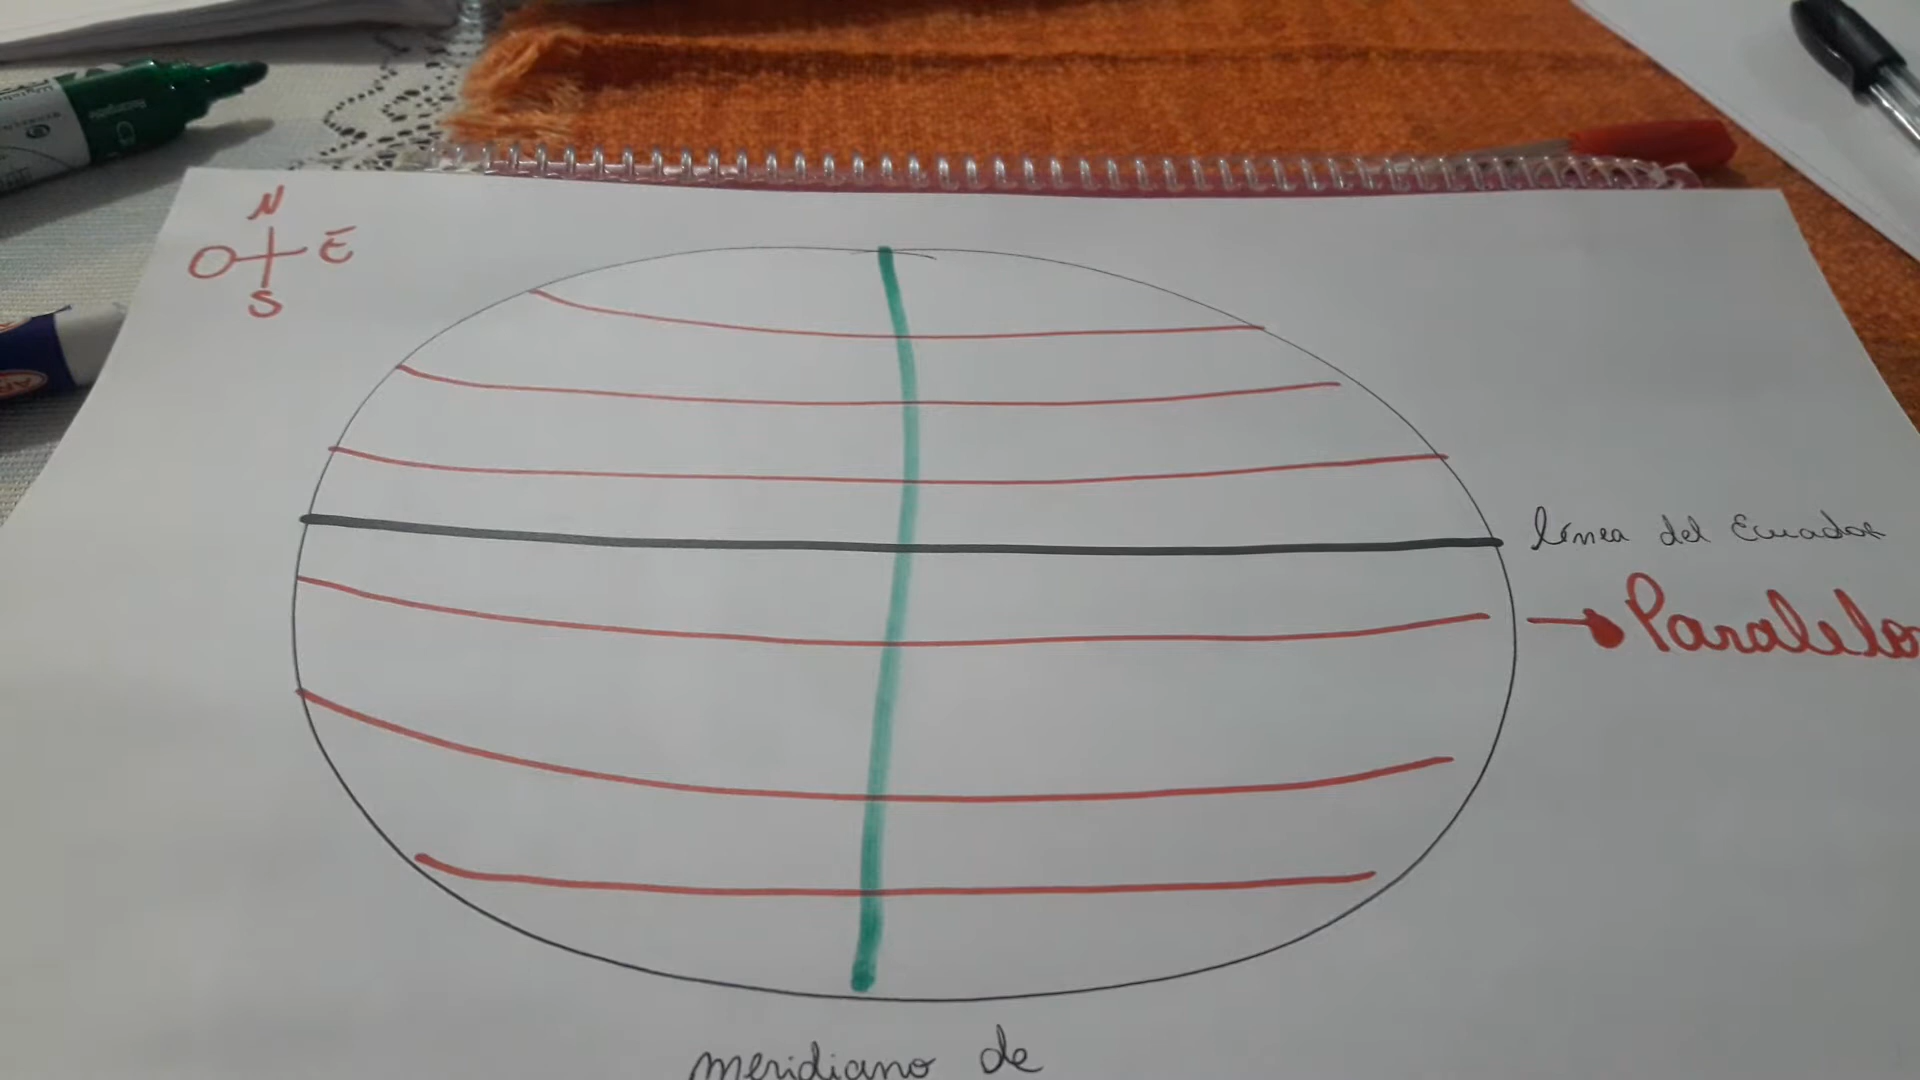 N
O E
S
línea del Ecuador
Paralelo
meridiano de